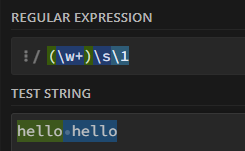 REGULAR EXPRESSION
⋮/ (\w+)\s\1
TEST STRING
hello·hello